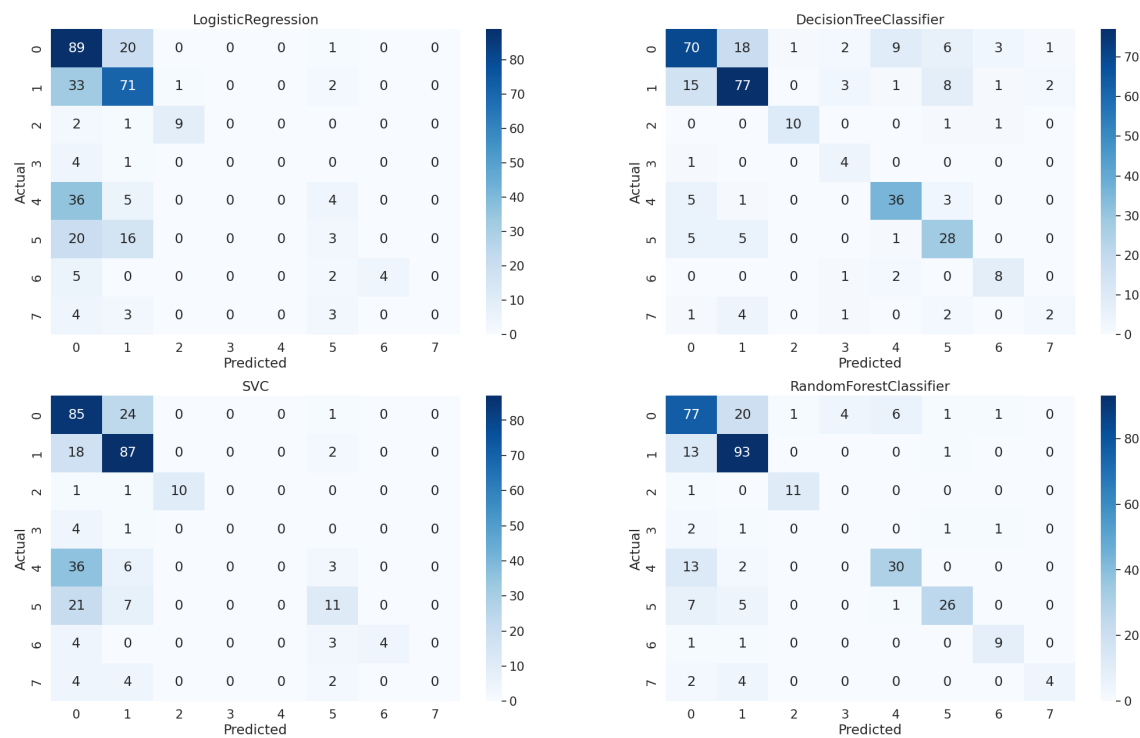 LogisticRegression
0 89 20 0 0 0 1 0 0
1 33 71 1 0 0 2 0 0
2 2 1 9 0 0 0 0 0
3 4 1 0 0 0 0 0 0
4 36 5 0 0 0 4 0 0
5 20 16 0 0 0 3 0 0
6 5 0 0 0 0 2 4 0
7 4 3 0 0 0 3 0 0
0 1 2 3 4 5 6 7
Predicted
Actual
80
70
60
50
40
30
20
10
0
DecisionTreeClassifier
0 70 18 1 2 9 6 3 1
1 15 77 0 3 1 8 1 2
2 0 0 10 0 0 1 1 0
3 1 0 0 4 0 0 0 0
4 5 1 0 0 36 3 0 0
5 5 5 0 0 1 28 0 0
6 0 0 0 1 2 0 8 0
7 1 4 0 1 0 2 0 2
0 1 2 3 4 5 6 7
Predicted
Actual
70
60
50
40
30
20
10
0
SVC
0 85 24 0 0 0 1 0 0
1 18 87 0 0 0 2 0 0
2 1 1 10 0 0 0 0 0
3 4 1 0 0 0 0 0 0
4 36 6 0 0 0 3 0 0
5 21 7 0 0 0 11 0 0
6 4 0 0 0 0 3 4 0
7 4 4 0 0 0 2 0 0
0 1 2 3 4 5 6 7
Predicted
Actual
80
70
60
50
40
30
20
10
0
RandomForestClassifier
0 77 20 1 4 6 1 1 0
1 13 93 0 0 0 1 0 0
2 1 0 11 0 0 0 0 0
3 2 1 0 0 0 1 1 0
4 13 2 0 0 30 0 0 0
5 7 5 0 0 1 26 0 0
6 1 1 0 0 0 0 9 0
7 2 4 0 0 0 0 0 4
0 1 2 3 4 5 6 7
Predicted
Actual
80
60
40
20
0